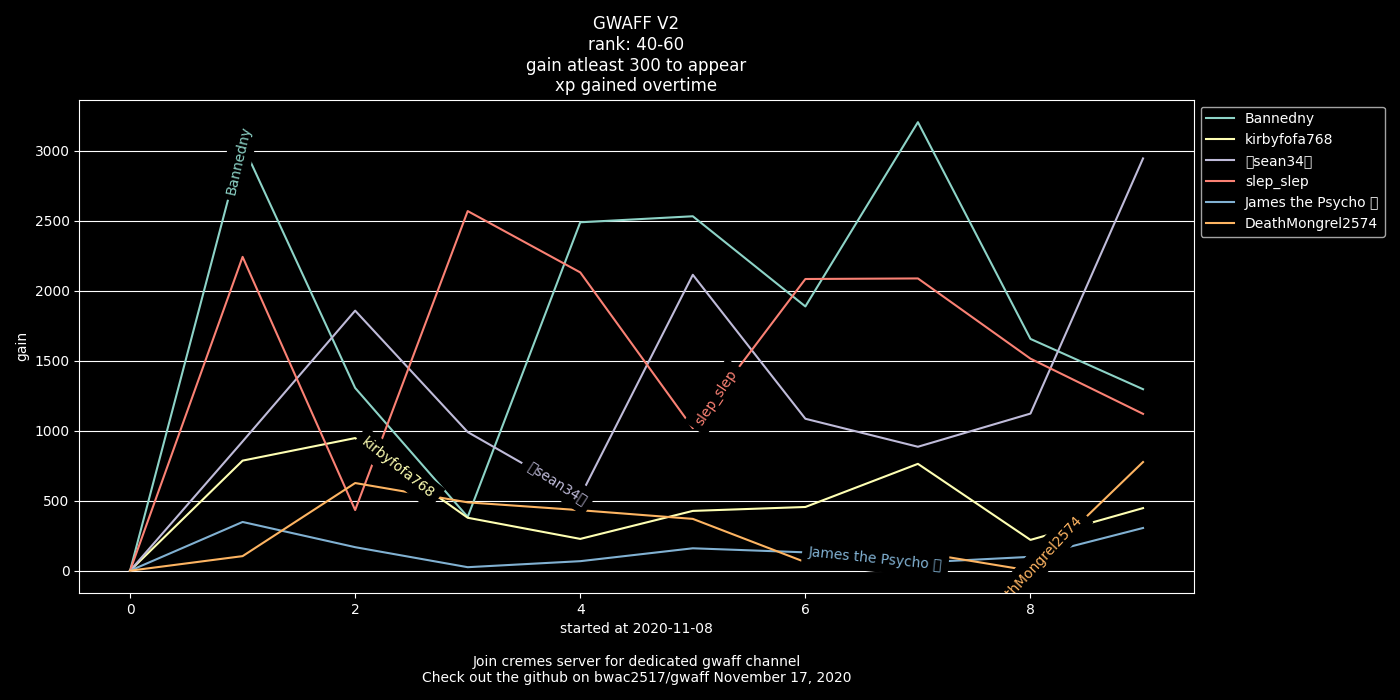 GWAFF V2
rank: 40-60
gain atleast 300 to appear
xp gained overtime
Bannedny
kirbyfofa768
▯sean34▯
slep_slep
James the Psycho ▯
DeathMongrel2574
3000
2500
2000
1500
1000
500
0
gain
Bannedny
kirbyfofa768
▯sean34▯
slep_slep
James the Psycho ▯
thMongrel2574
0 2 4 6 8
started at 2020-11-08
Join cremes server for dedicated gwaff channel
Check out the github on bwac2517/gwaff November 17, 2020